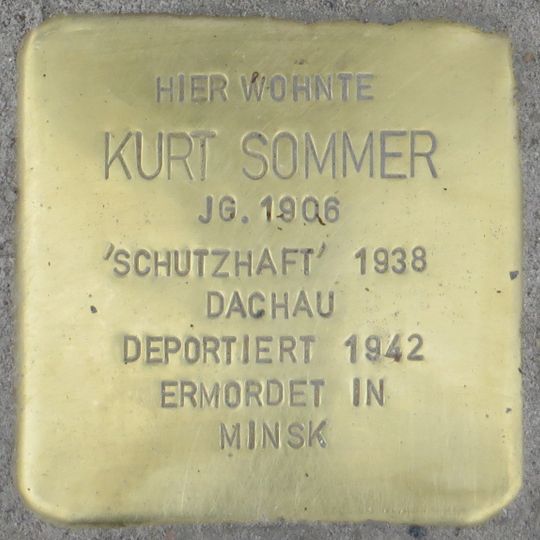 HIER WOHNTE
KURT SOMMER
JG. 1906
'SCHUTZHAFT' 1938
DACHAU
DEPORTIERT 1942
ERMORDET IN
MINSK